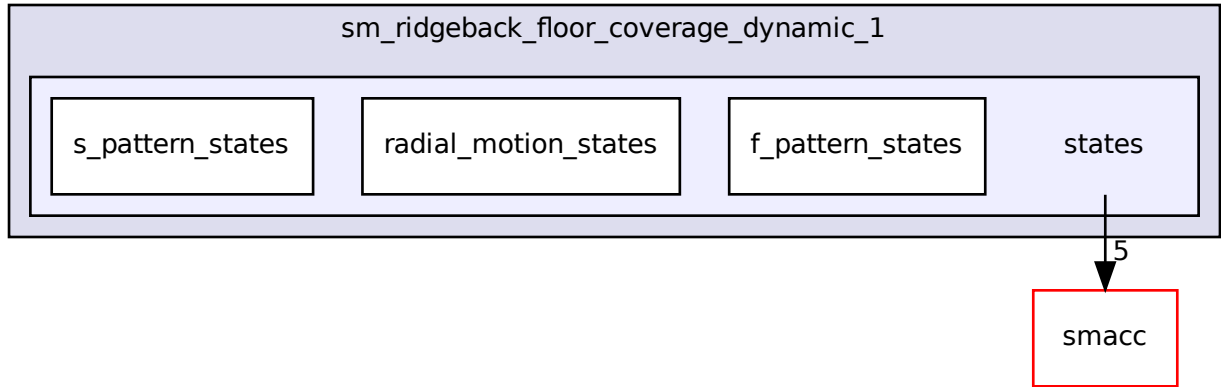 sm_ridgeback_floor_coverage_dynamic_1
s_pattern_states
radial_motion_states
f_pattern_states
states
5
smacc